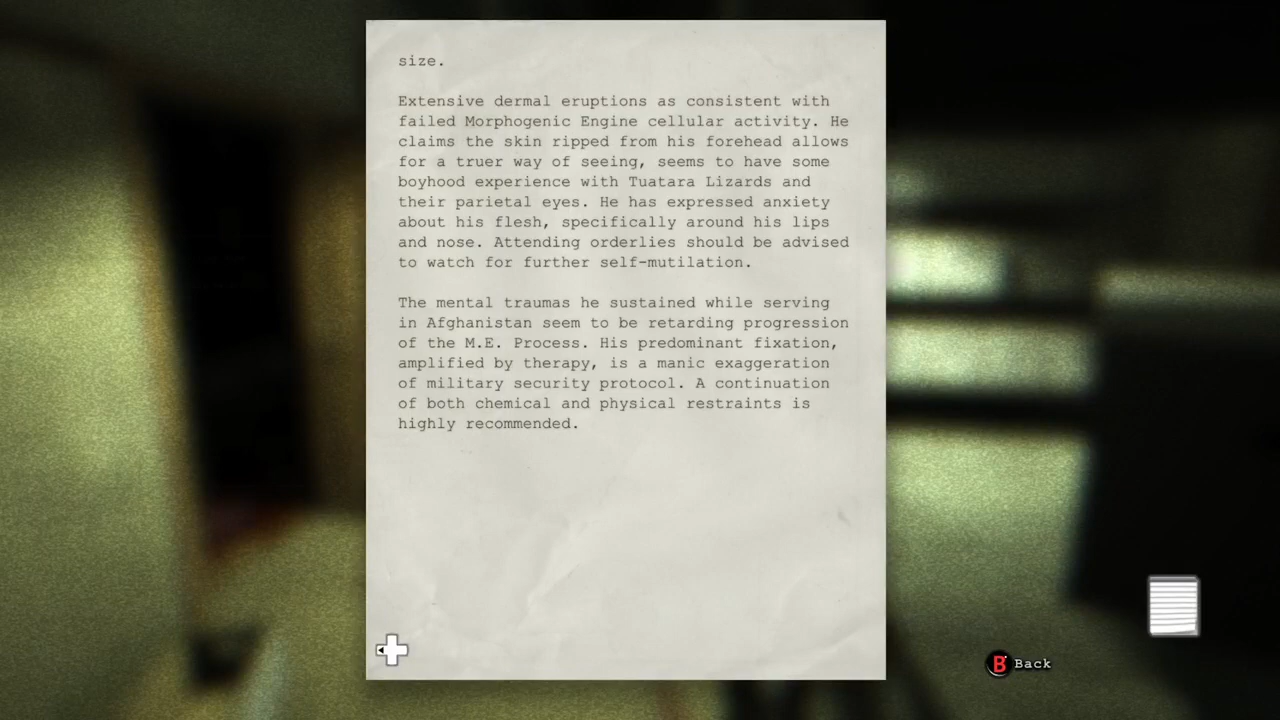 size.
Extensive dermal eruptions as consistent with
failed Morphogenic Engine cellular activity. He
claims the skin ripped from his forehead allows
for a truer way of seeing, seems to have some
boyhood experience with Tuatara Lizards and
their parietal eyes. He has expressed anxiety
about his flesh, specifically around his lips
and nose. Attending orderlies should be advised
to watch for further self-mutilation.
The mental traumas he sustained while serving
in Afghanistan seem to be retarding progression
of the M.E. Process. His predominant fixation,
amplified by therapy, is a manic exaggeration
of military security protocol. A continuation
of both chemical and physical restraints is
highly recommended.
B Back